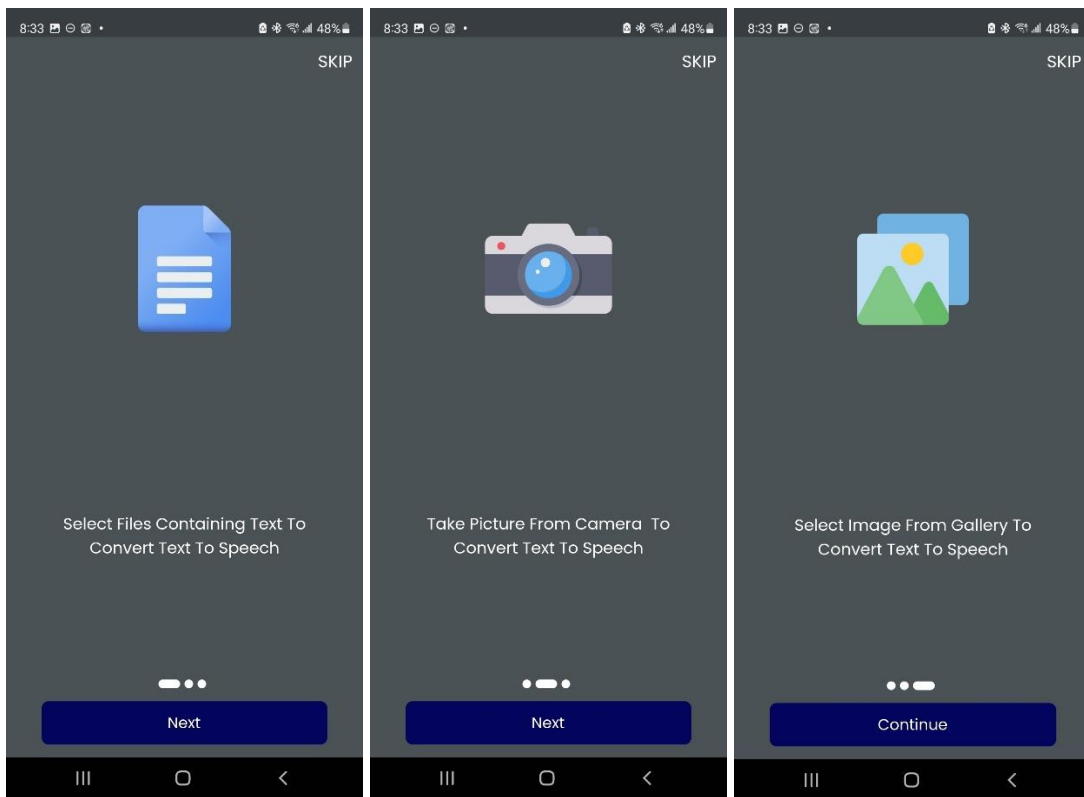 8:33
48%
SKIP
Select Files Containing Text To
Convert Text To Speech
Next
8:33
48%
SKIP
Take Picture From Camera  To
Convert Text To Speech
Next
8:33
48%
SKIP
Select Image From Gallery To
Convert Text To Speech
Continue